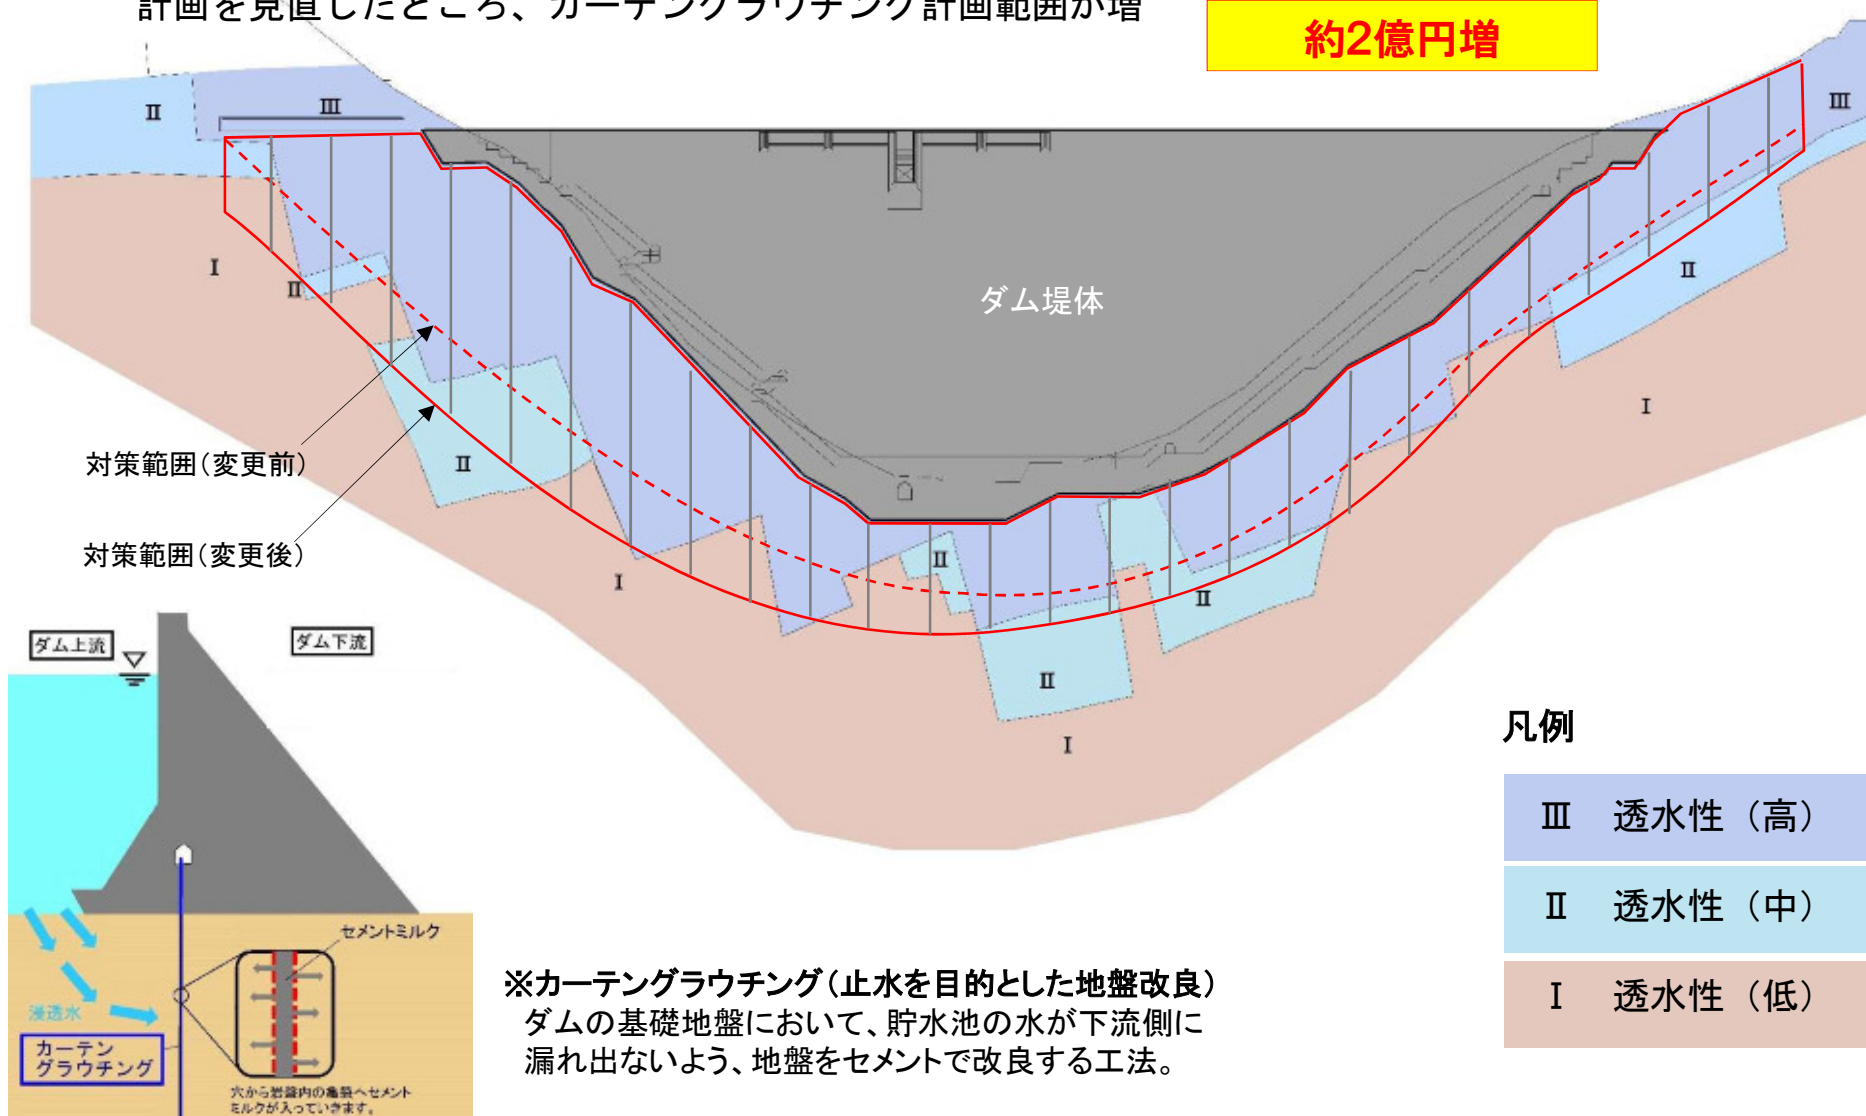 計画を見直したところ、カーテングラウチング計画範囲が増
約2億円増
Ⅱ
Ⅲ
Ⅲ
Ⅰ
Ⅱ
Ⅱ
ダム堤体
Ⅰ
対策範囲(変更前)
Ⅱ
対策範囲(変更後)
Ⅱ
Ⅰ
Ⅱ
ダム上流
ダム下流
Ⅱ
Ⅰ
凡例
Ⅲ 透水性(高)
Ⅱ 透水性(中)
Ⅰ 透水性(低)
セメントミルク
浸透水
カーテン
グラウチング
穴から岩盤内の亀裂へセメント
ミルクが入っていきます。
※カーテングラウチング(止水を目的とした地盤改良)
ダムの基礎地盤において、貯水池の水が下流側に
漏れ出ないよう、地盤をセメントで改良する工法。